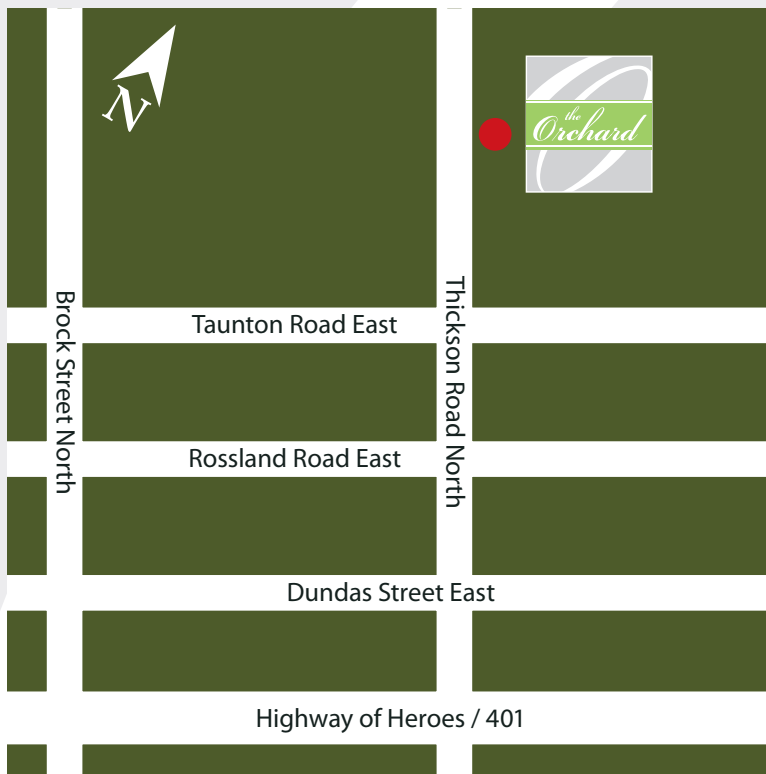 N
the
Orchard
Brock Street North
Thickson Road North
Taunton Road East
Rossland Road East
Dundas Street East
Highway of Heroes / 401